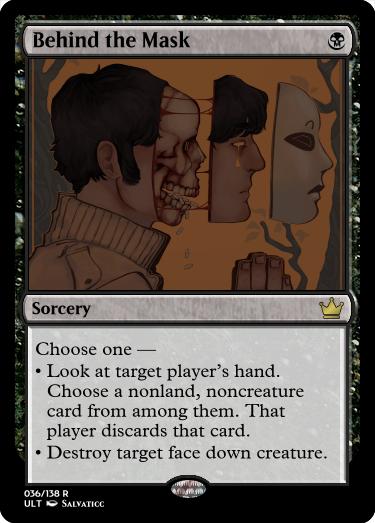 Behind the Mask
Sorcery
Choose one —
• Look at target player's hand.
Choose a nonland, noncreature
card from among them. That
player discards that card.
• Destroy target face down creature.
036/138 R
ULT Salvaticc